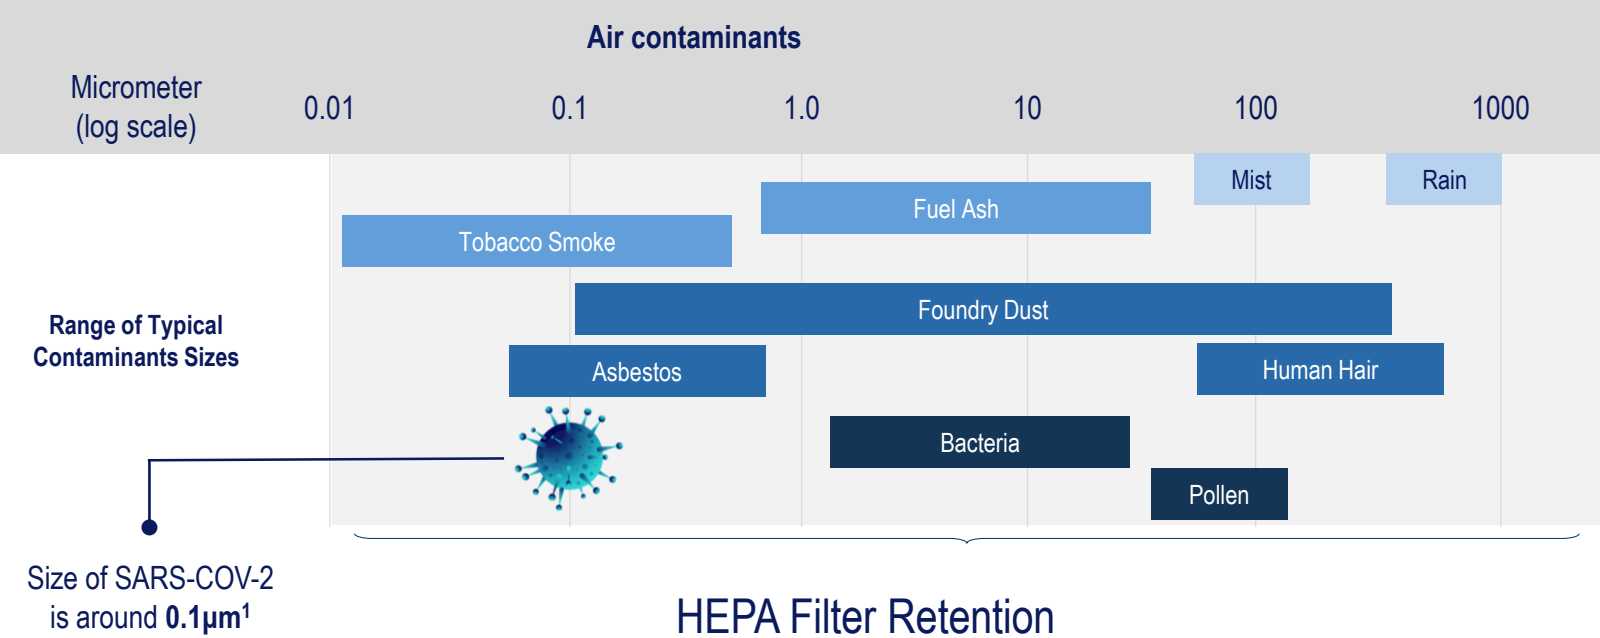 Air contaminants
Micrometer
(log scale)
0.01 0.1 1.0 10 100 1000
Mist Rain
Fuel Ash
Tobacco Smoke
Foundry Dust
Range of Typical
Contaminants Sizes
Asbestos Human Hair
Bacteria
Pollen
Size of SARS-COV-2
is around 0.1µm¹
HEPA Filter Retention